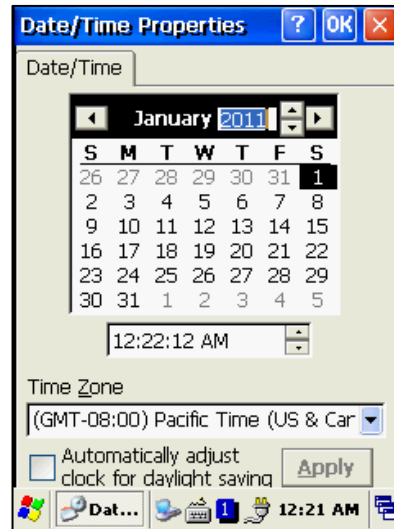 Date/Time Properties ? OK X
Date/Time
January 2011
S M T W T F S
26 27 28 29 30 31 1
2 3 4 5 6 7 8
9 10 11 12 13 14 15
16 17 18 19 20 21 22
23 24 25 26 27 28 29
30 31 1 2 3 4 5
12:22:12 AM
Time Zone
(GMT-08:00) Pacific Time (US & Car
Automatically adjust
clock for daylight saving
Apply
Dat... 1 12:21 AM